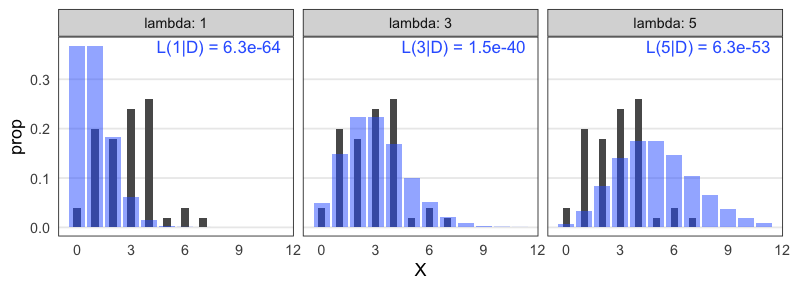 lambda: 1
lambda: 3
lambda: 5
L(1|D) = 6.3e-64
L(3|D) = 1.5e-40
L(5|D) = 6.3e-53
prop
0.3
0.2
0.1
0.0
0 3 6 9 12
0 3 6 9 12
0 3 6 9 12
X